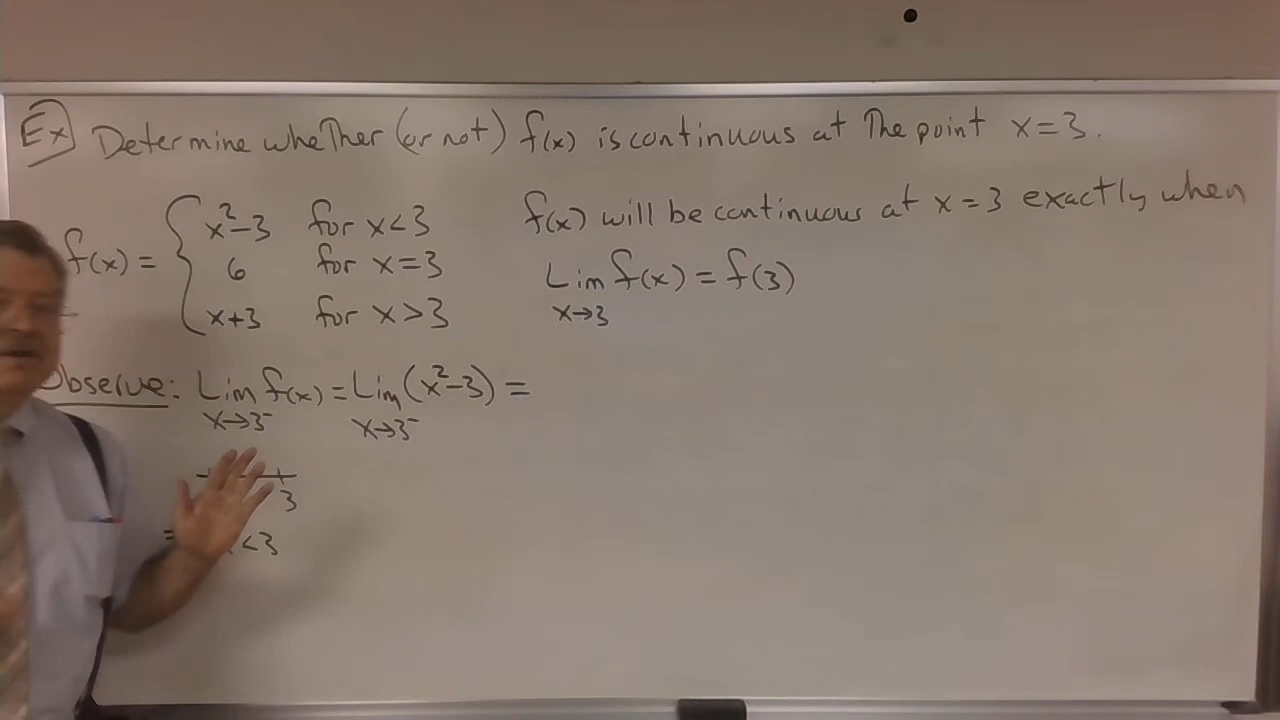 Ex Determine whether (or not) f(x) is continuous at the point x=3.
f(x) = { x²-3 for x<3
6 for x=3
x+3 for x>3
f(x) will be continuous at x=3 exactly when
Lim f(x) = f(3)
x→3
Observe: Lim f(x) = Lim (x²-3) =
x→3⁻ x→3⁻
3
<3